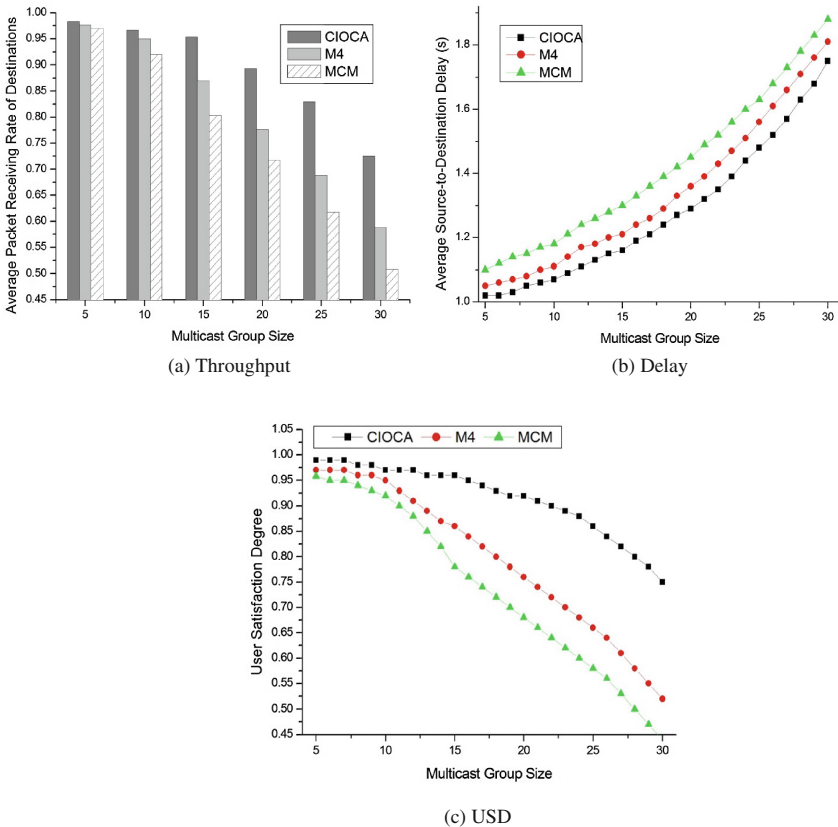 1.00
0.95
0.90
0.85
0.80
0.75
0.70
0.65
0.60
0.55
0.50
0.45
Average Packet Receiving Rate of Destinations
CIOCA
M4
MCM
5 10 15 20 25 30
Multicast Group Size
(a) Throughput
1.8
1.6
1.4
1.2
1.0
Average Source-to-Destination Delay (s)
CIOCA
M4
MCM
5 10 15 20 25 30
Multicast Group Size
(b) Delay
1.05
1.00
0.95
0.90
0.85
0.80
0.75
0.70
0.65
0.60
0.55
0.50
0.45
User Satisfaction Degree
CIOCA M4 MCM
5 10 15 20 25 30
Multicast Group Size
(c) USD